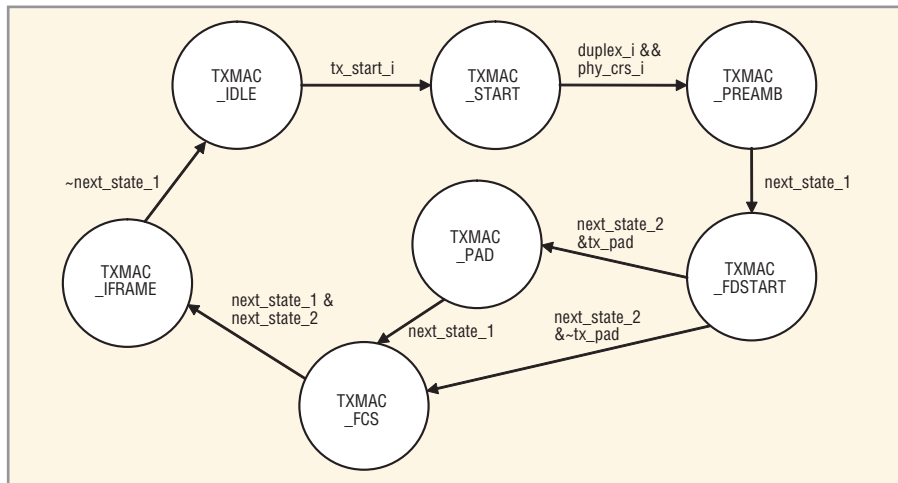 TXMAC
_IDLE
tx_start_i
TXMAC
_START
duplex_i &&
phy_crs_i
TXMAC
_PREAMB
next_state_1
TXMAC
_FDSTART
next_state_2
&tx_pad
TXMAC
_PAD
next_state_1
next_state_2
&~tx_pad
TXMAC
_FCS
next_state_1 &
next_state_2
TXMAC
_IFRAME
~next_state_1